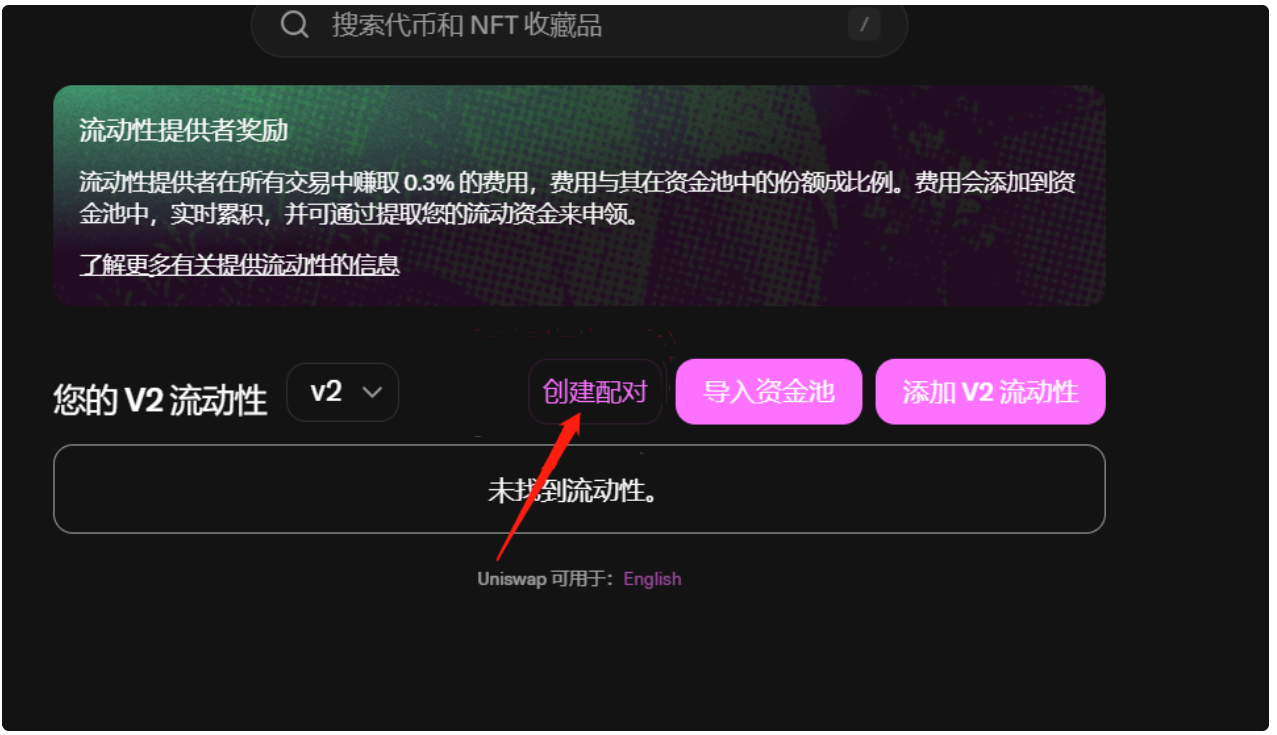 搜索代币和 NFT 收藏品 /
流动性提供者奖励
流动性提供者在所有交易中赚取 0.3% 的费用，费用与其在资金池中的份额成比例。费用会添加到资
金池中，实时累积，并可通过提取您的流动资金来申领。
了解更多有关提供流动性的信息
您的 V2 流动性 v2 创建配对 导入资金池 添加 V2 流动性
未找到流动性。
Uniswap 可用于： English